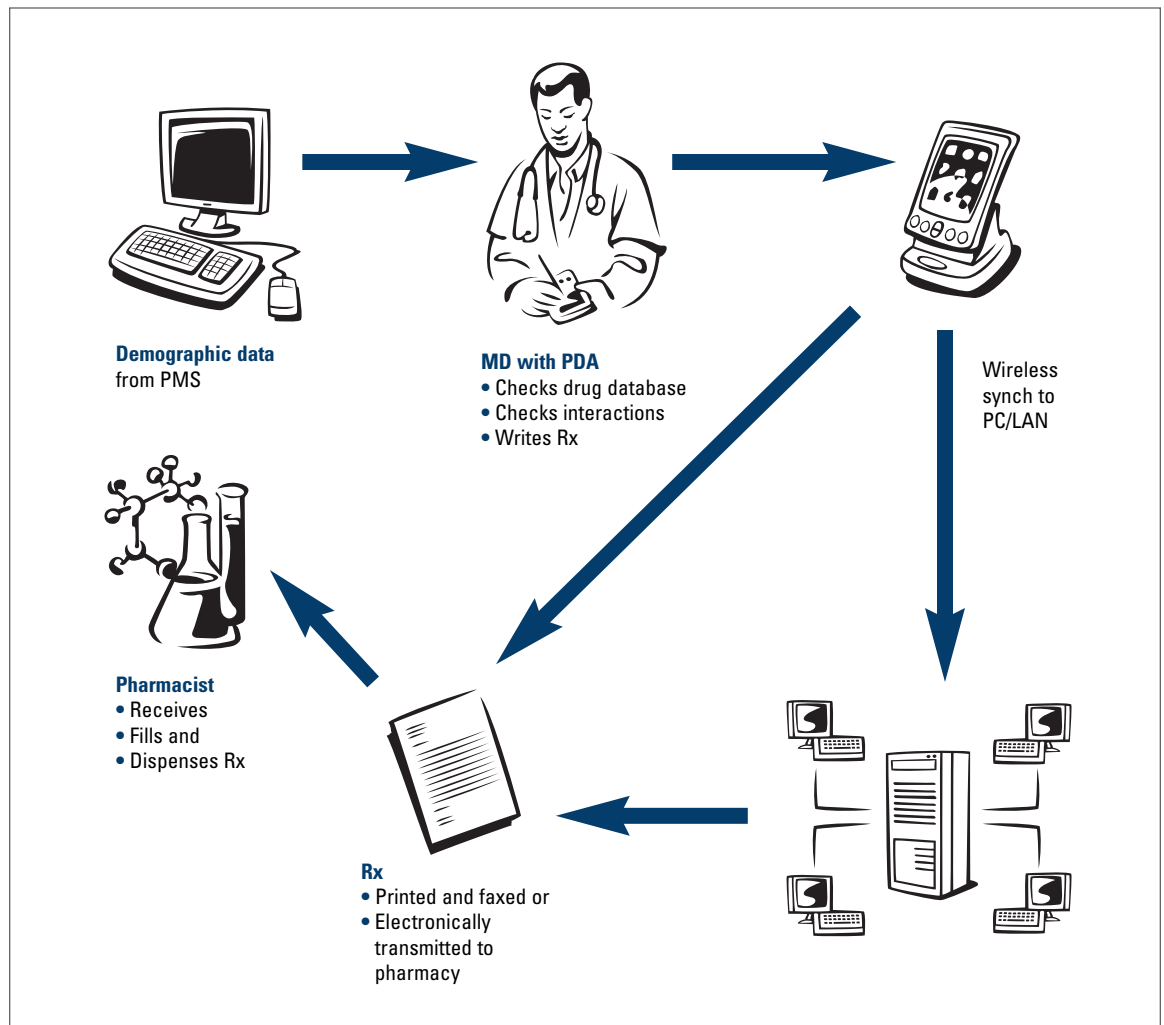 Demographic data
from PMS
MD with PDA
• Checks drug database
• Checks interactions
• Writes Rx
Wireless
synch to
PC/LAN
Pharmacist
• Receives
• Fills and
• Dispenses Rx
Rx
• Printed and faxed or
• Electronically
transmitted to
pharmacy